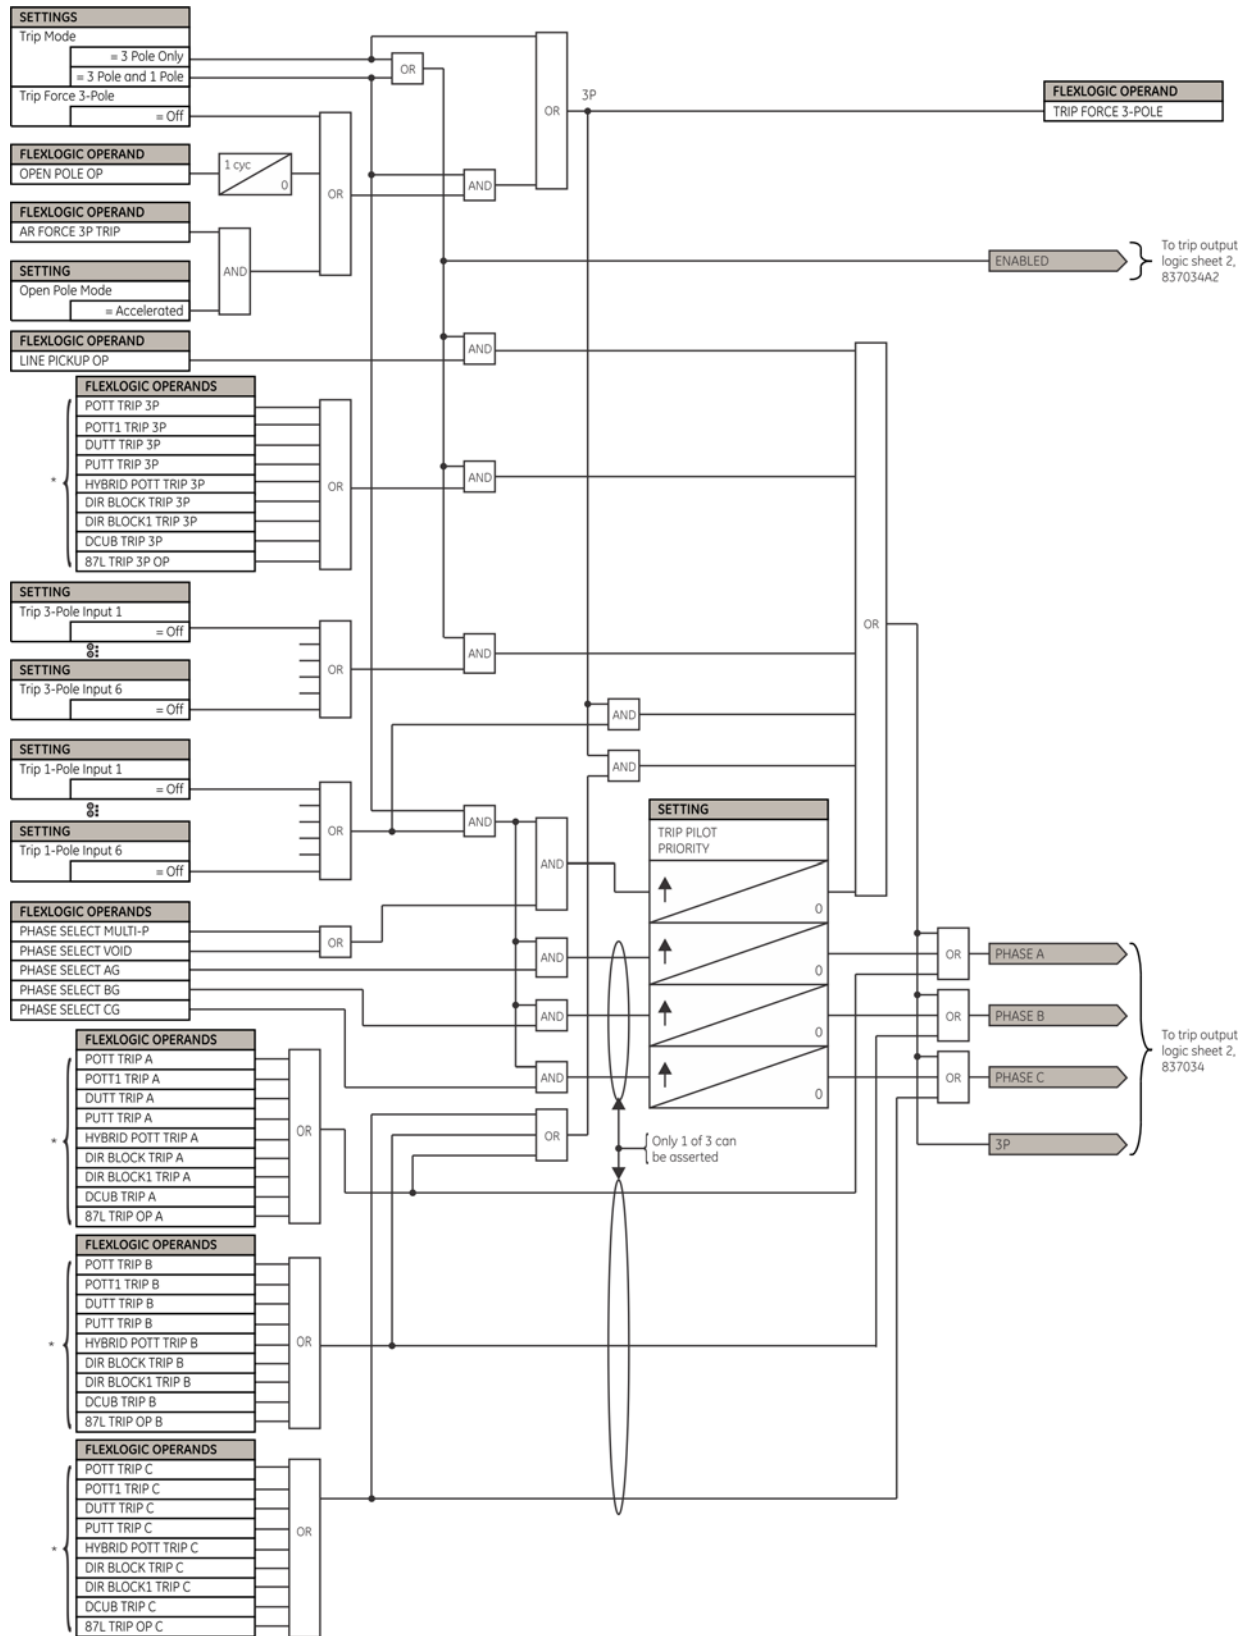 SETTINGS
Trip Mode
= 3 Pole Only
= 3 Pole and 1 Pole
Trip Force 3-Pole
= Off
FLEXLOGIC OPERAND
OPEN POLE OP
1 cyc
0
FLEXLOGIC OPERAND
AR FORCE 3P TRIP
SETTING
Open Pole Mode
= Accelerated
AND
OR
OR
AND
OR
3P
FLEXLOGIC OPERAND
TRIP FORCE 3-POLE
ENABLED
To trip output
logic sheet 2,
837034A2
FLEXLOGIC OPERAND
LINE PICKUP OP
AND
FLEXLOGIC OPERANDS
POTT TRIP 3P
POTT1 TRIP 3P
DUTT TRIP 3P
PUTT TRIP 3P
HYBRID POTT TRIP 3P
DIR BLOCK TRIP 3P
DIR BLOCK1 TRIP 3P
DCUB TRIP 3P
87L TRIP 3P OP
*
OR
AND
SETTING
Trip 3-Pole Input 1
= Off
SETTING
Trip 3-Pole Input 6
= Off
OR
AND
OR
SETTING
Trip 1-Pole Input 1
= Off
SETTING
Trip 1-Pole Input 6
= Off
OR
AND
AND
AND
AND
SETTING
TRIP PILOT
PRIORITY
0
0
0
0
FLEXLOGIC OPERANDS
PHASE SELECT MULTI-P
PHASE SELECT VOID
PHASE SELECT AG
PHASE SELECT BG
PHASE SELECT CG
OR
AND
AND
AND
OR
PHASE A
OR
PHASE B
OR
PHASE C
3P
To trip output
logic sheet 2,
837034
FLEXLOGIC OPERANDS
POTT TRIP A
POTT1 TRIP A
DUTT TRIP A
PUTT TRIP A
HYBRID POTT TRIP A
DIR BLOCK TRIP A
DIR BLOCK1 TRIP A
DCUB TRIP A
87L TRIP OP A
*
OR
OR
Only 1 of 3 can
be asserted
FLEXLOGIC OPERANDS
POTT TRIP B
POTT1 TRIP B
DUTT TRIP B
PUTT TRIP B
HYBRID POTT TRIP B
DIR BLOCK TRIP B
DIR BLOCK1 TRIP B
DCUB TRIP B
87L TRIP OP B
*
OR
FLEXLOGIC OPERANDS
POTT TRIP C
POTT1 TRIP C
DUTT TRIP C
PUTT TRIP C
HYBRID POTT TRIP C
DIR BLOCK TRIP C
DIR BLOCK1 TRIP C
DCUB TRIP C
87L TRIP OP C
*
OR